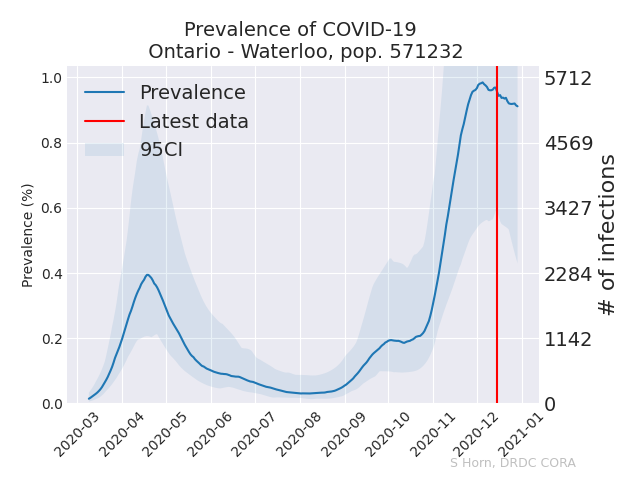 Prevalence of COVID-19
Ontario - Waterloo, pop. 571232
Prevalence
Latest data
95CI
Prevalence (%)
1.0
0.8
0.6
0.4
0.2
0.0
5712
4569
3427
2284
1142
0
# of infections
2020-03
2020-04
2020-05
2020-06
2020-07
2020-08
2020-09
2020-10
2020-11
2020-12
2021-01
S Horn, DRDC CORA